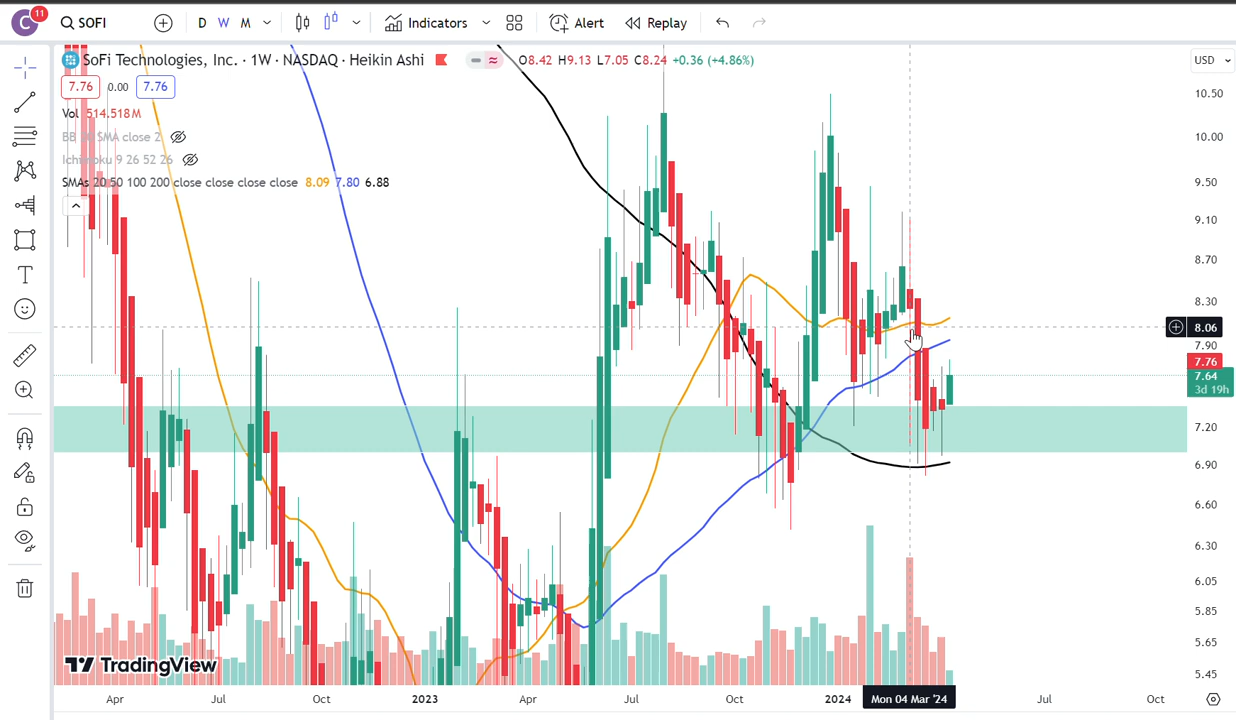 C 11 SOFI D W M Indicators Alert Replay
SoFi Technologies, Inc. · 1W · NASDAQ · Heikin Ashi O8.42 H9.13 L7.05 C8.24 +0.36 (+4.86%) USD
7.76 0.00 7.76
Vol 514.518M
SMA close 2
Ichimoku 9 26 52 26
SMAs 20 50 100 200 close close close close 8.09 7.80 6.88
10.50
10.00
9.50
9.10
8.70
8.30
8.06
7.90
7.76
7.64
3d 19h
7.20
6.90
6.60
6.30
6.05
5.85
5.65
5.45
TradingView
Apr Jul Oct 2023 Apr Jul Oct 2024 Mon 04 Mar '24 Jul Oct